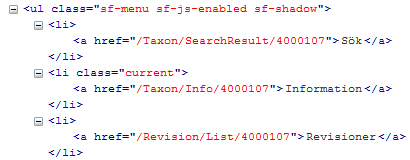 <ul class="sf-menu sf-js-enabled sf-shadow">
<li>
<a href="/Taxon/SearchResult/4000107">Sök</a>
</li>
<li class="current">
<a href="/Taxon/Info/4000107">Information</a>
</li>
<li>
<a href="/Revision/List/4000107">Revisioner</a>
</li>